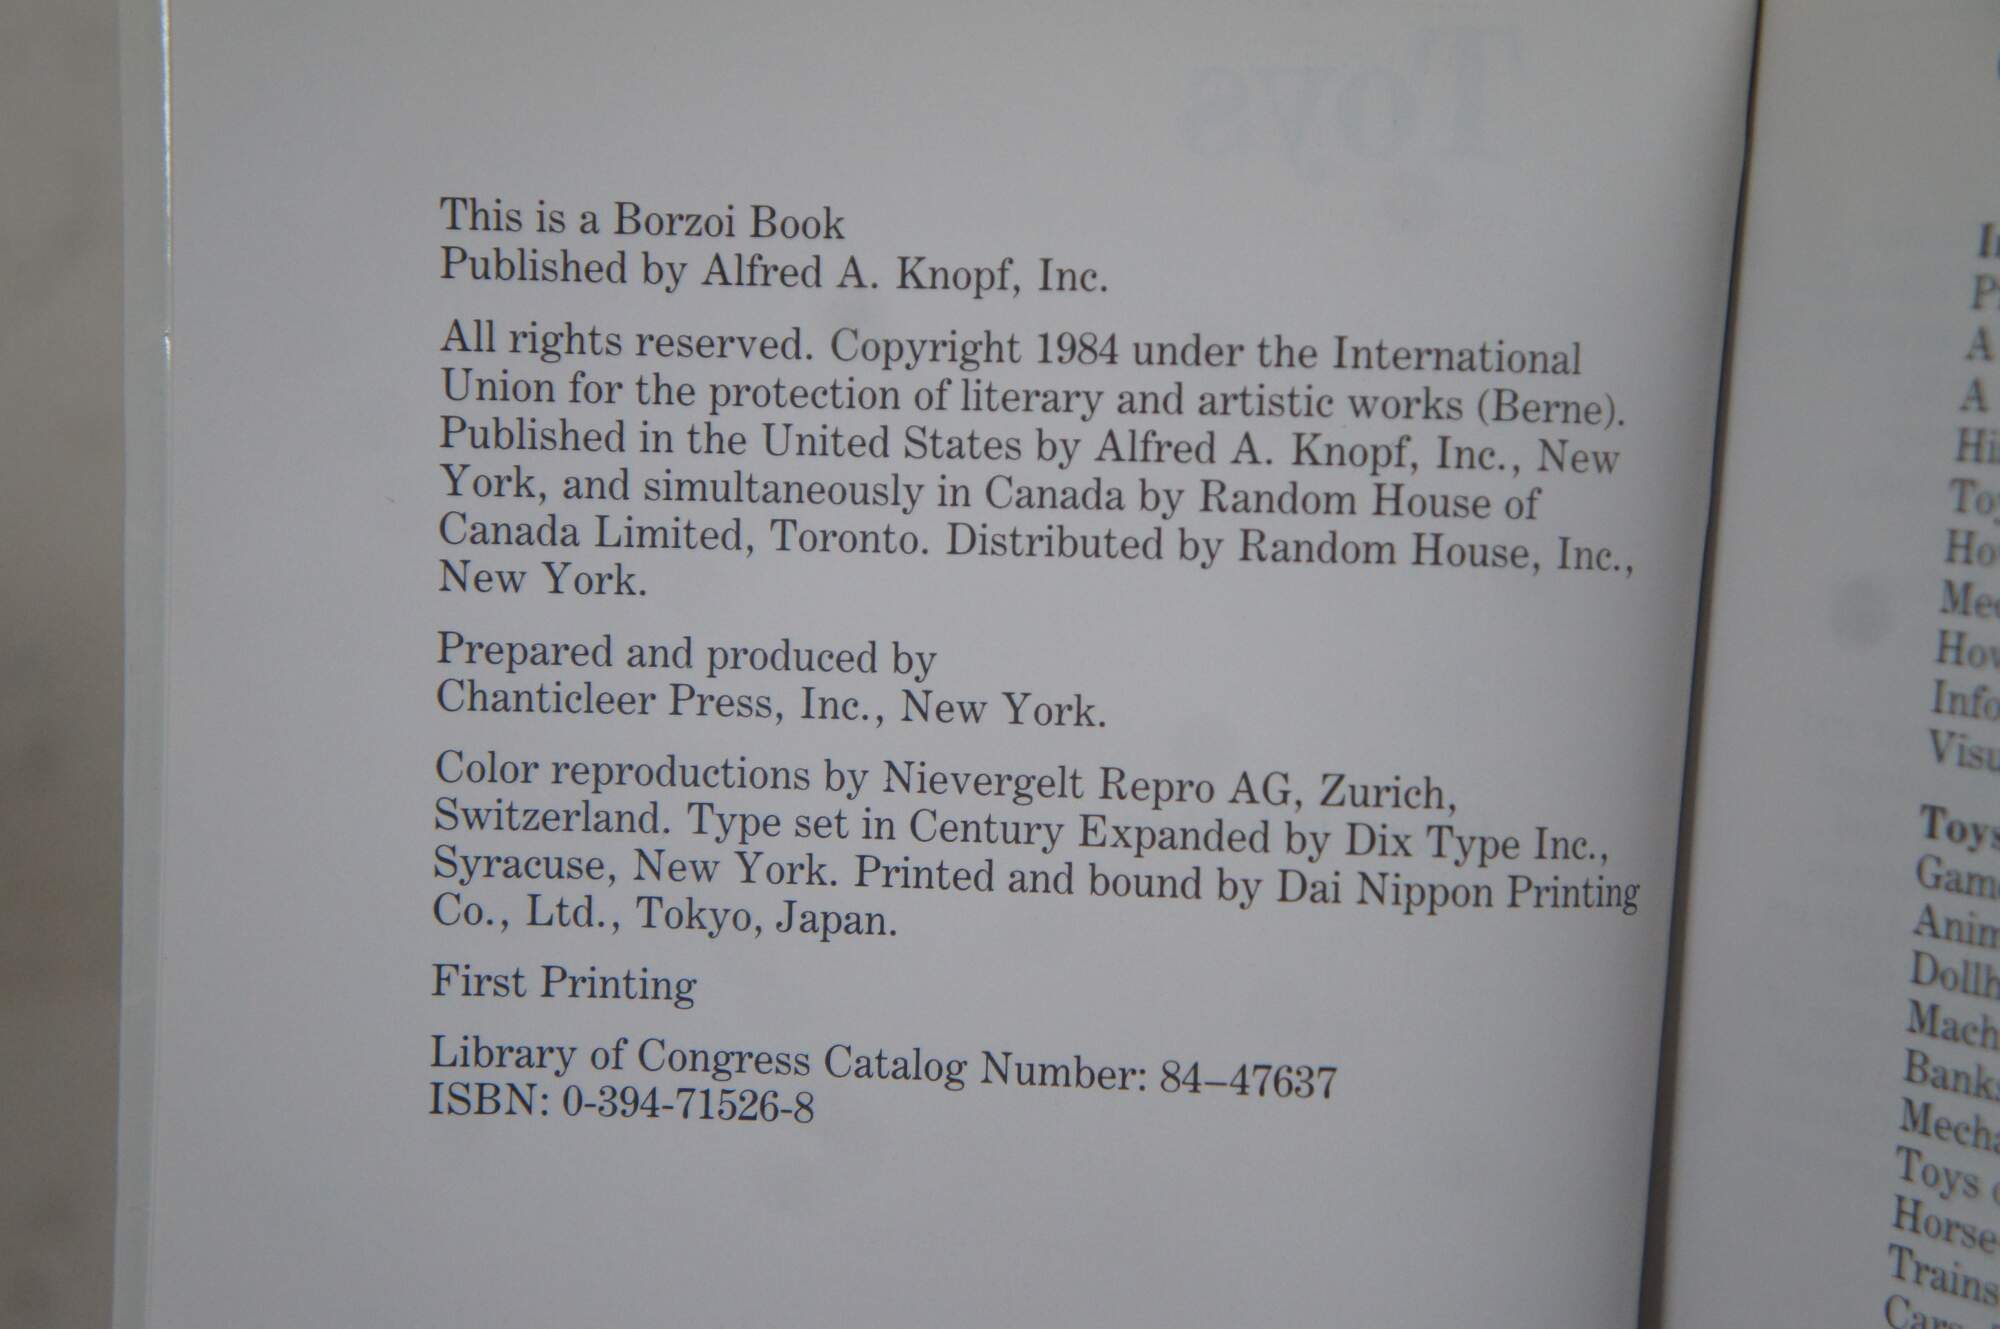 Toys
This is a Borzoi Book
Published by Alfred A. Knopf, Inc.
All rights reserved. Copyright 1984 under the International
Union for the protection of literary and artistic works (Berne).
Published in the United States by Alfred A. Knopf, Inc., New
York, and simultaneously in Canada by Random House of
Canada Limited, Toronto. Distributed by Random House, Inc.,
New York.
Prepared and produced by
Chanticleer Press, Inc., New York.
Color reproductions by Nievergelt Repro AG, Zurich,
Switzerland. Type set in Century Expanded by Dix Type Inc.,
Syracuse, New York. Printed and bound by Dai Nippon Printing
Co., Ltd., Tokyo, Japan.
First Printing
Library of Congress Catalog Number: 84–47637
ISBN: 0-394-71526-8
A
A
Toys
Toys
Trains